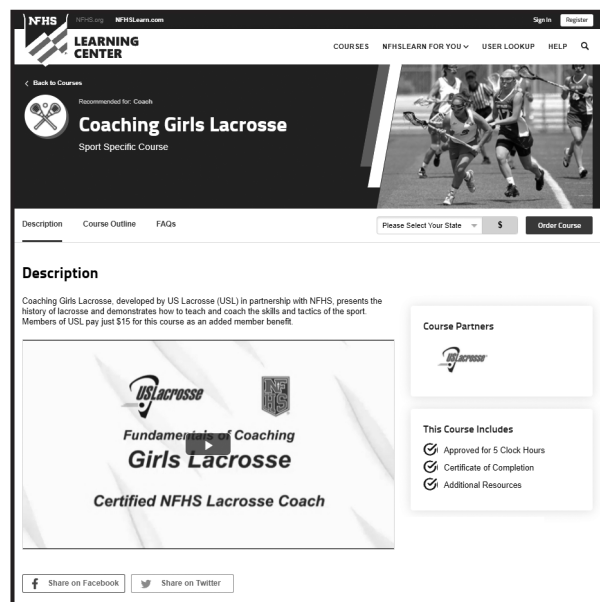 NFHS
NFHS.org NFHSLearn.com
Sign In Register
LEARNING
CENTER
COURSES NFHSLEARN FOR YOU USER LOOKUP HELP
Back to Courses
Recommended for: Coach
Coaching Girls Lacrosse
Sport Specific Course
Description Course Outline FAQs
Please Select Your State $ Order Course
Description
Coaching Girls Lacrosse, developed by US Lacrosse (USL) in partnership with NFHS, presents the
history of lacrosse and demonstrates how to teach and coach the skills and tactics of the sport.
Members of USL pay just $15 for this course as an added member benefit.
USLacrosse
NF
HS
Fundamentals of Coaching
Girls Lacrosse
Certified NFHS Lacrosse Coach
Course Partners
USLacrosse
This Course Includes
Approved for 5 Clock Hours
Certificate of Completion
Additional Resources
Share on Facebook Share on Twitter